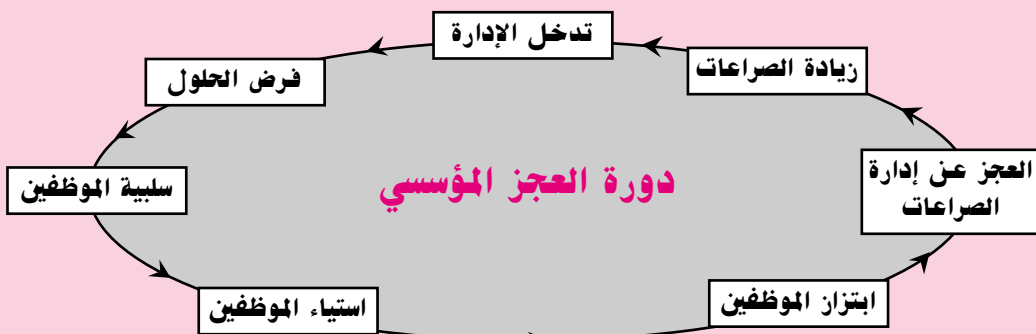 تدخل الإدارة
زيادة الصراعات
فرض الحلول
العجز عن إدارة
الصراعات
دورة العجز المؤسسي
سلبية الموظفين
ابتزاز الموظفين
استياء الموظفين